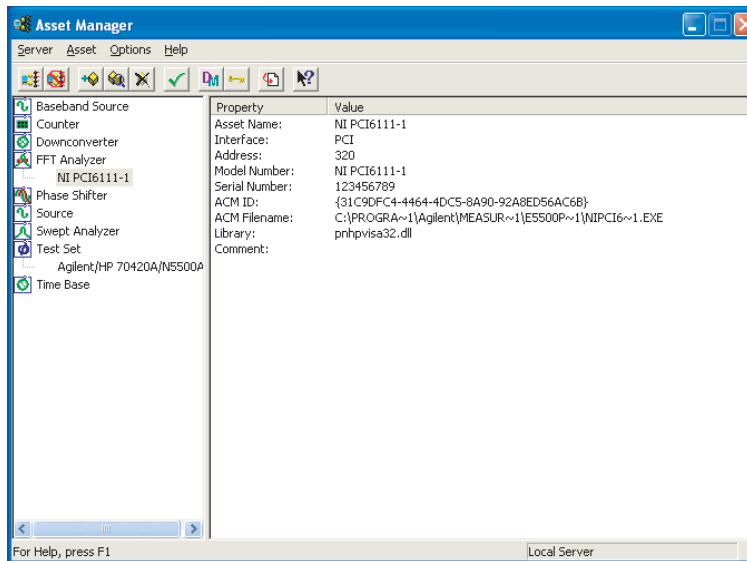 Asset Manager
Server Asset Options Help
Baseband Source
Counter
Downconverter
FFT Analyzer
NI PCI6111-1
Phase Shifter
Source
Swept Analyzer
Test Set
Agilent/HP 70420A/N5500A
Time Base
Property Value
Asset Name: NI PCI6111-1
Interface: PCI
Address: 320
Model Number: NI PCI6111-1
Serial Number: 123456789
ACM ID: {31C9DFC4-4464-4DC5-8A90-92A8ED56AC6B}
ACM Filename: C:\PROGRA~1\Agilent\MEASUR~1\E5500P~1\NIPCI6~1.EXE
Library: pnhpvisa32.dll
Comment:
For Help, press F1
Local Server